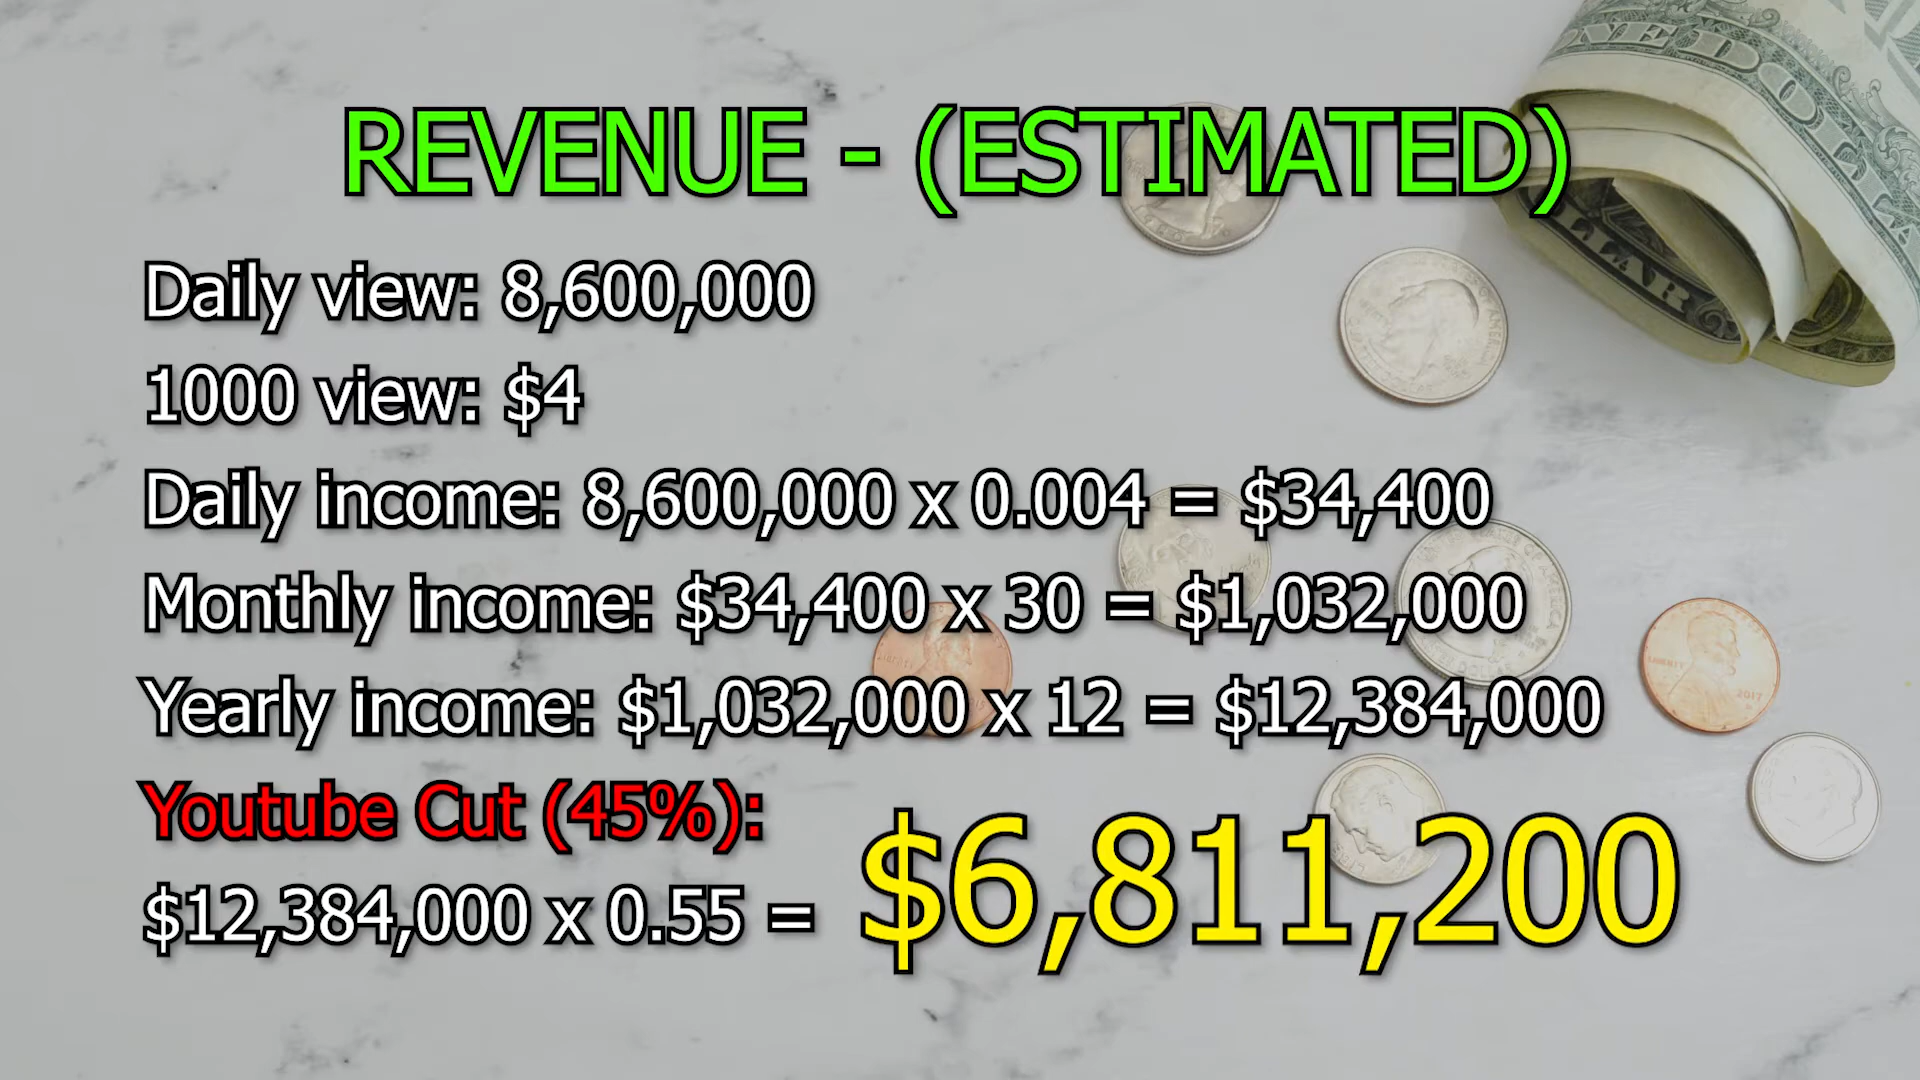 REVENUE - (ESTIMATED)
Daily view: 8,600,000
1000 view: $4
Daily income: 8,600,000 x 0.004 = $34,400
Monthly income: $34,400 x 30 = $1,032,000
Yearly income: $1,032,000 x 12 = $12,384,000
Youtube Cut (45%):
$12,384,000 x 0.55 = $6,811,200